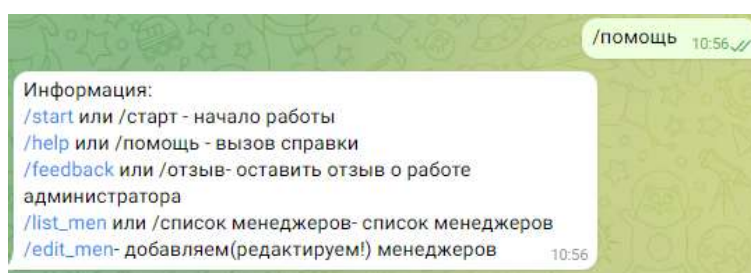 /помощь 10:56
Информация:
/start или /старт - начало работы
/help или /помощь - вызов справки
/feedback или /отзыв- оставить отзыв о работе
администратора
/list_men или /список менеджеров- список менеджеров
/edit_men- добавляем(редактируем!) менеджеров 10:56